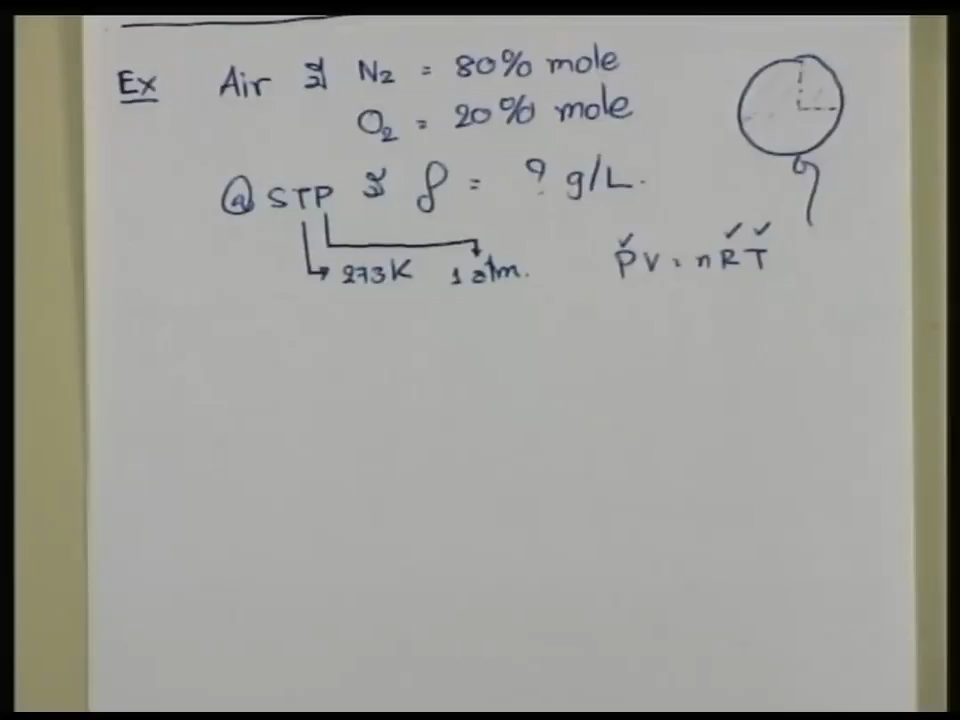 Ex Air มี N2 = 80% mole
O2 = 20% mole
@ STP มี ρ = ? g/L.
273K 1 atm.
PV = nRT